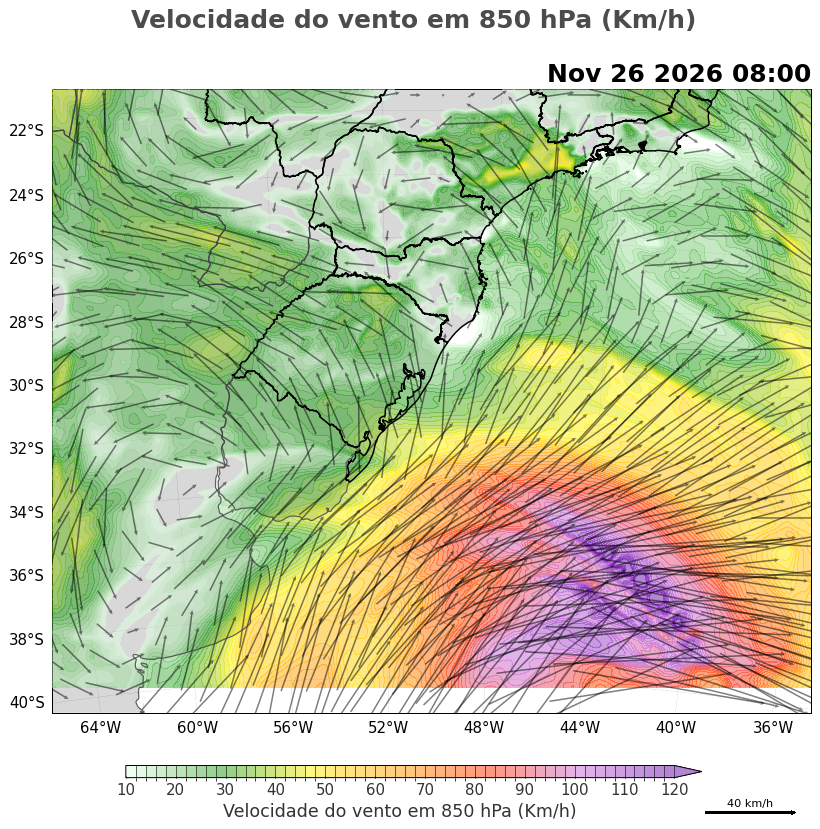 Velocidade do vento em 850 hPa (Km/h)
Nov 26 2026 08:00
22°S
24°S
26°S
28°S
30°S
32°S
34°S
36°S
38°S
40°S
64°W 60°W 56°W 52°W 48°W 44°W 40°W 36°W
10 20 30 40 50 60 70 80 90 100 110 120
Velocidade do vento em 850 hPa (Km/h)
40 km/h